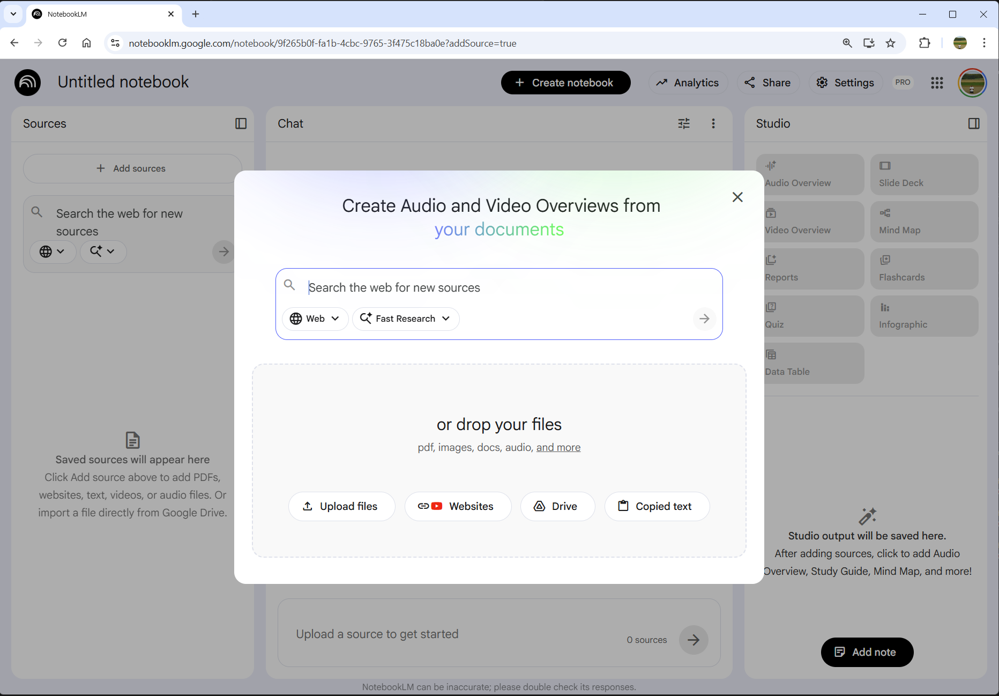 NotebookLM
notebooklm.google.com/notebook/9f265b0f-fa1b-4cbc-9765-3f475c18ba0e?addSource=true
Untitled notebook
Create notebook
Analytics
Share
Settings
PRO
Sources
Add sources
Search the web for new
sources
Saved sources will appear here
Click Add source above to add PDFs,
websites, text, videos, or audio files. Or
import a file directly from Google Drive.
Chat
Create Audio and Video Overviews from
your documents
Search the web for new sources
Web
Fast Research
or drop your files
pdf, images, docs, audio, and more
Upload files
Websites
Drive
Copied text
Upload a source to get started
0 sources
Studio
Audio Overview
Slide Deck
Video Overview
Mind Map
Reports
Flashcards
Quiz
Infographic
Data Table
Studio output will be saved here.
After adding sources, click to add Audio
Overview, Study Guide, Mind Map, and more!
Add note
NotebookLM can be inaccurate; please double check its responses.